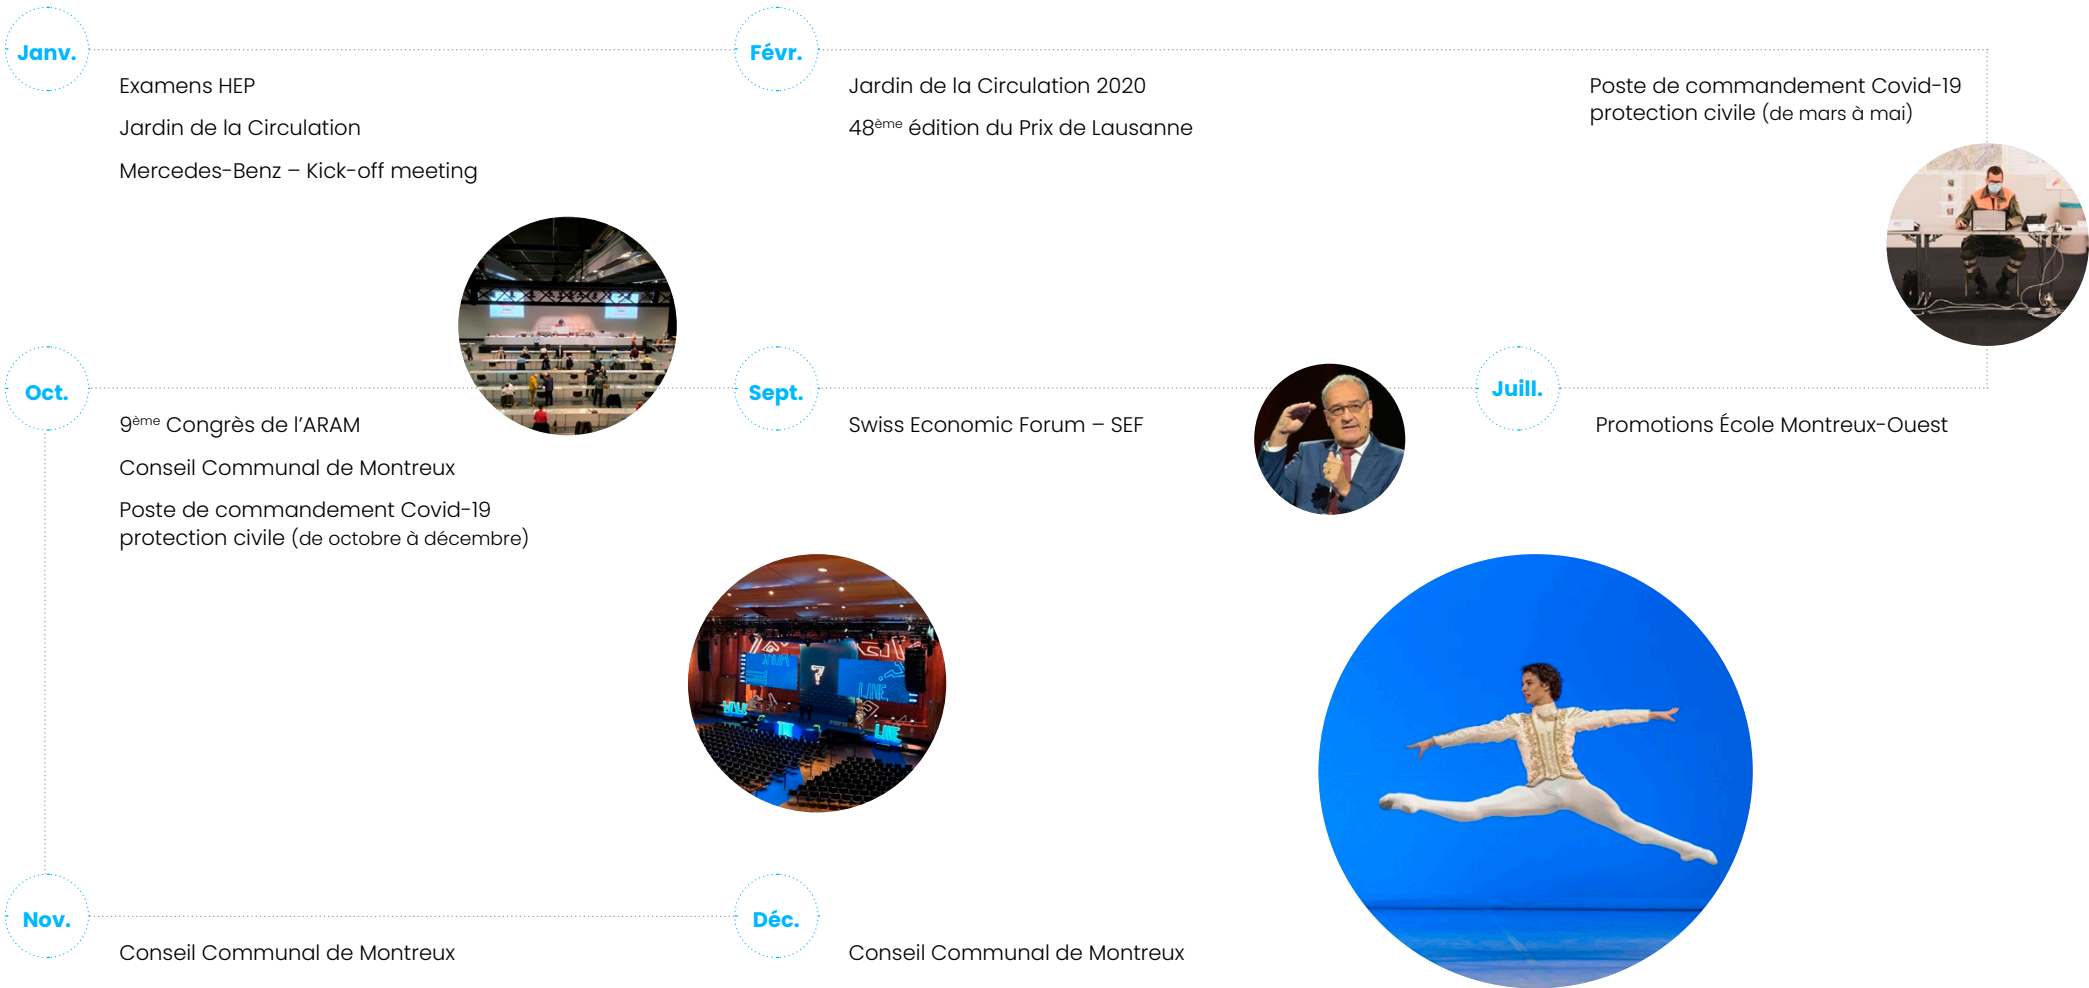 Janv.
Examens HEP
Jardin de la Circulation
Mercedes-Benz – Kick-off meeting
Févr.
Jardin de la Circulation 2020
48ème édition du Prix de Lausanne
Poste de commandement Covid-19
protection civile (de mars à mai)
Juill.
Promotions École Montreux-Ouest
Sept.
Swiss Economic Forum – SEF
Oct.
9ème Congrès de l’ARAM
Conseil Communal de Montreux
Poste de commandement Covid-19
protection civile (de octobre à décembre)
?
LINE
LINE
Nov.
Conseil Communal de Montreux
Déc.
Conseil Communal de Montreux